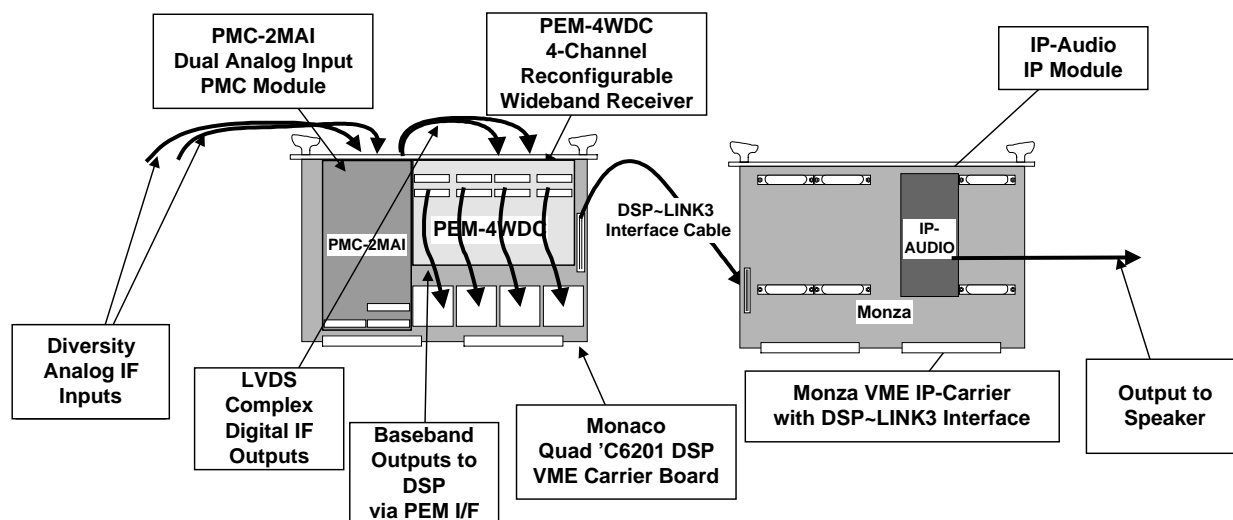 PMC-2MAI
Dual Analog Input
PMC Module
PEM-4WDC
4-Channel
Reconfigurable
Wideband Receiver
IP-Audio
IP Module
DSP~LINK3
Interface Cable
PMC-2MAI
PEM-4WDC
IP-
AUDIO
Monza
Diversity
Analog IF
Inputs
LVDS
Complex
Digital IF
Outputs
Baseband
Outputs to
DSP
via PEM I/F
Monaco
Quad 'C6201 DSP
VME Carrier Board
Monza VME IP-Carrier
with DSP~LINK3 Interface
Output to
Speaker